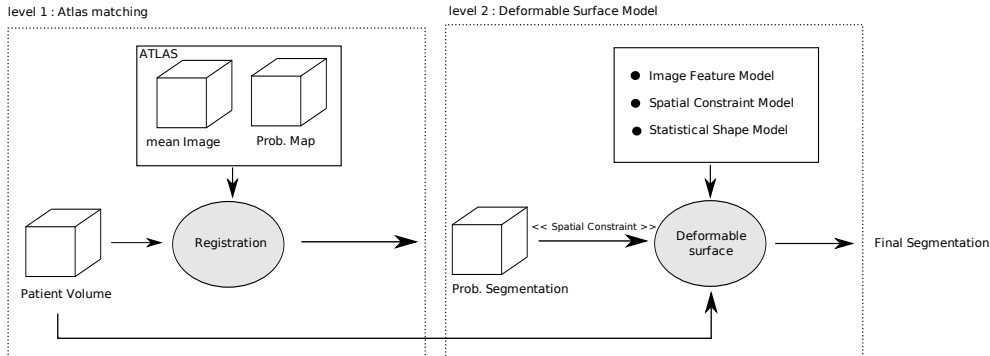 level 1 : Atlas matching
level 2 : Deformable Surface Model
ATLAS
mean Image
Prob. Map
Image Feature Model
Spatial Constraint Model
Statistical Shape Model
Patient Volume
Registration
Prob. Segmentation
<< Spatial Constraint >>
Deformable
surface
Final Segmentation